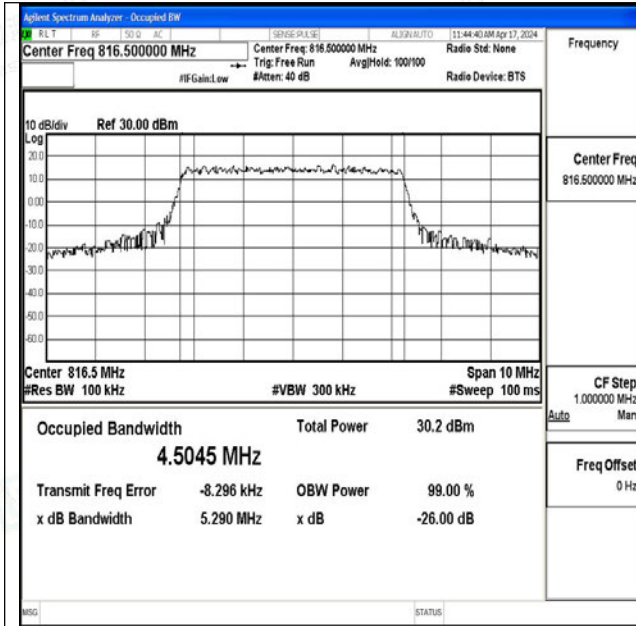 Agilent Spectrum Analyzer - Occupied BW
RL T RF 50 Ω AC SENSE:PULSE ALIGN AUTO 11:44:40 AM Apr 17, 2024
Center Freq 816.500000 MHz
Center Freq: 816.500000 MHz
Radio Std: None
Trig: Free Run Avg|Hold: 100/100
#IFGain:Low #Atten: 40 dB Radio Device: BTS
10 dB/div Ref 30.00 dBm
Log
20.0
10.0
0.00
-10.0
-20.0
-30.0
-40.0
-50.0
-60.0
Center 816.5 MHz Span 10 MHz
#Res BW 100 kHz #VBW 300 kHz #Sweep 100 ms
Occupied Bandwidth Total Power 30.2 dBm
4.5045 MHz
Transmit Freq Error -8.296 kHz OBW Power 99.00 %
x dB Bandwidth 5.290 MHz x dB -26.00 dB
MSG STATUS
Frequency
Center Freq
816.500000 MHz
CF Step
1.000000 MHz
Auto Man
Freq Offset
0 Hz